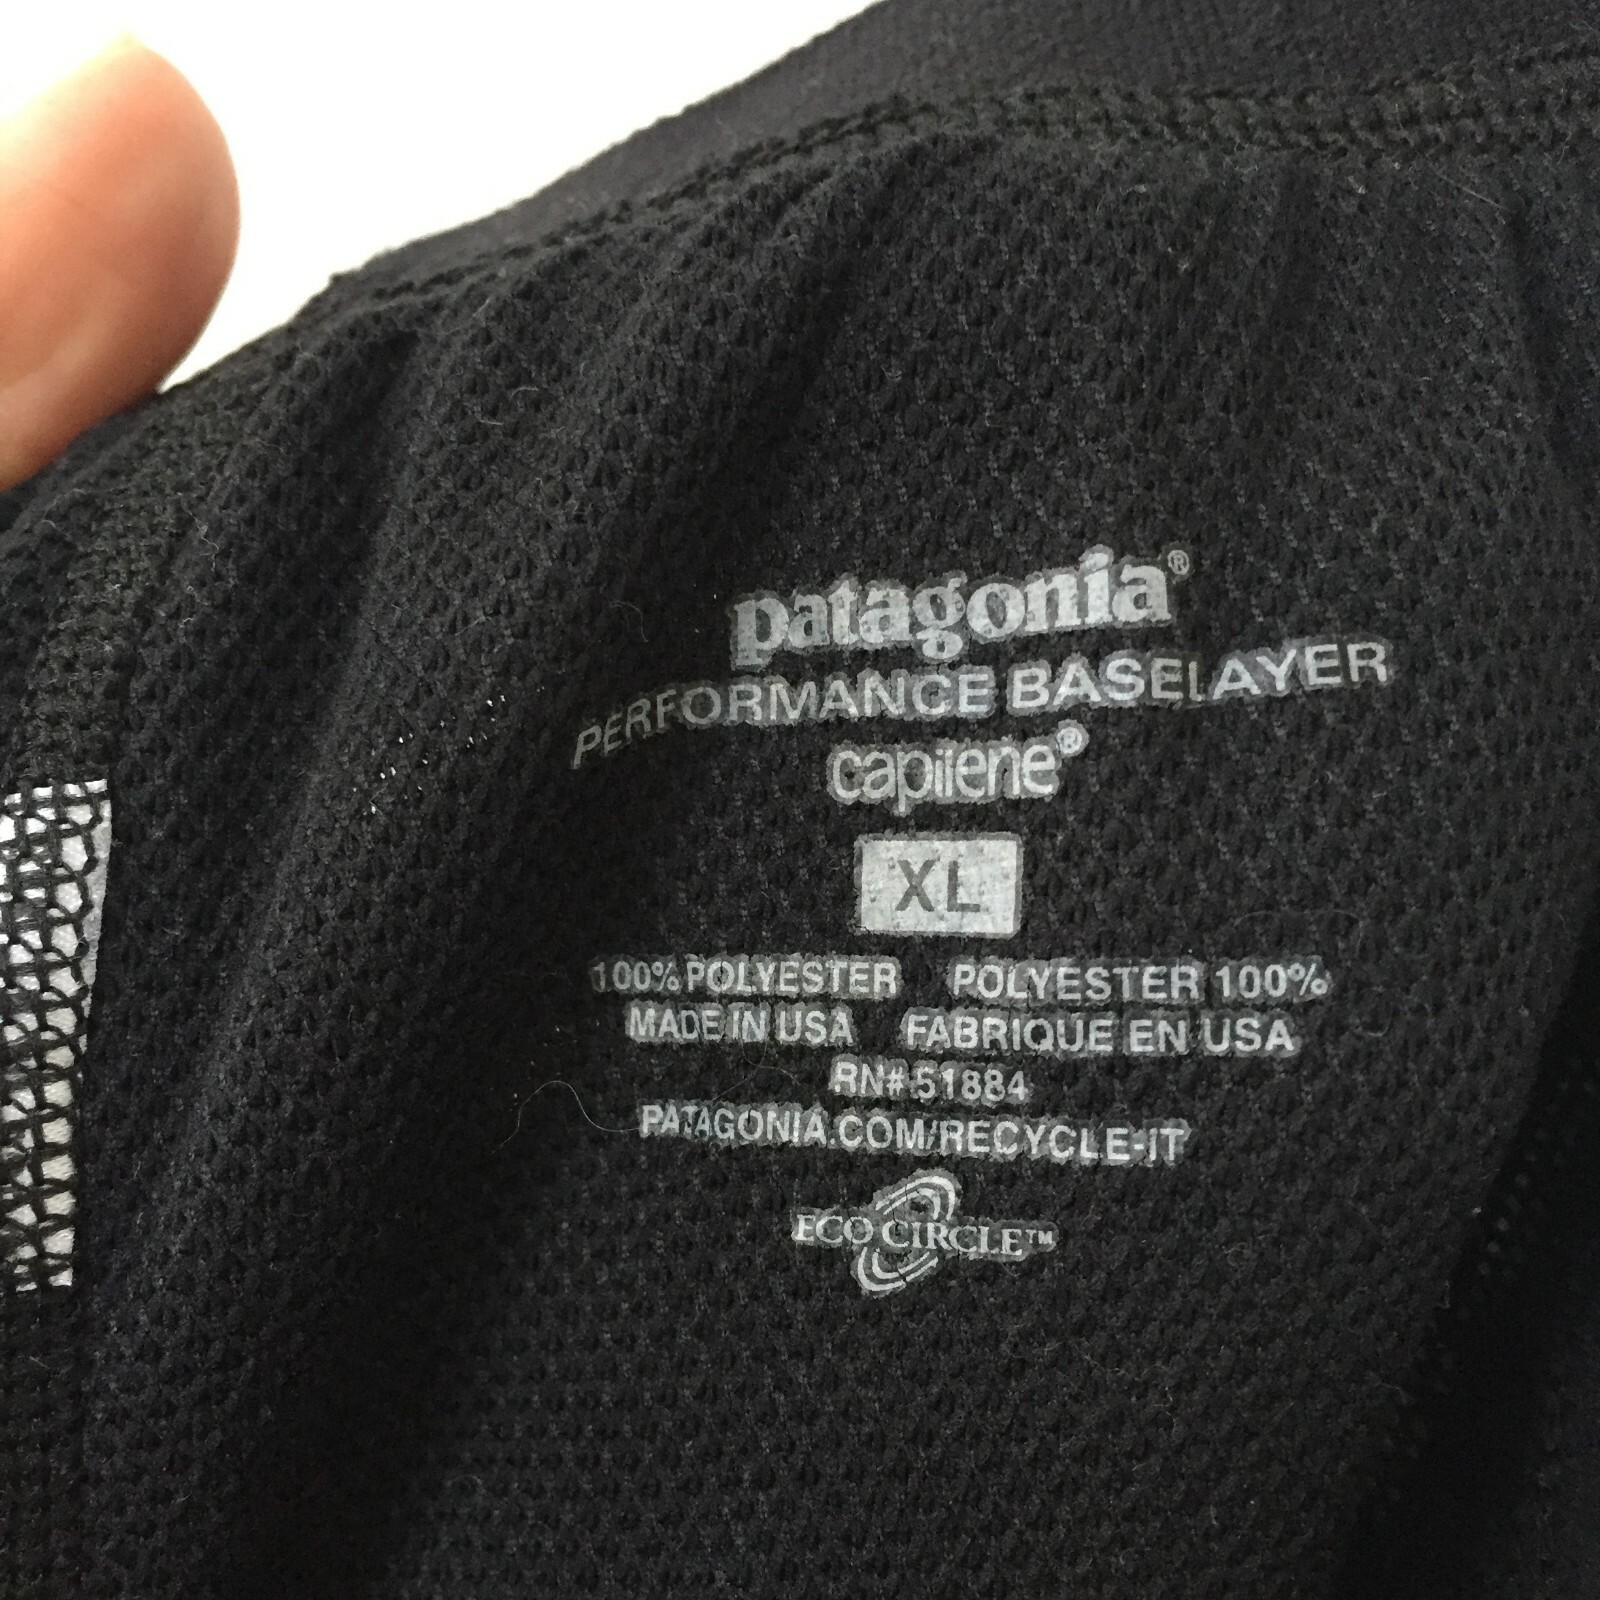 patagonia®
PERFORMANCE BASELAYER
capilene®
XL
100% POLYESTER POLYESTER 100%
MADE IN USA FABRIQUE EN USA
RN# 51884
PATAGONIA.COM/RECYCLE-IT
ECO CIRCLE™